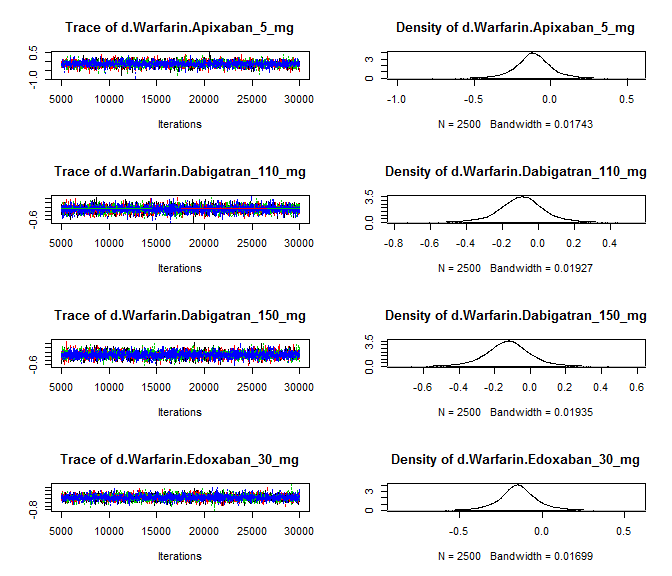 Trace of d.Warfarin.Apixaban_5_mg
-1.0 0.5
5000 10000 15000 20000 25000 30000
Iterations
Density of d.Warfarin.Apixaban_5_mg
0 3
-1.0 -0.5 0.0 0.5
N = 2500 Bandwidth = 0.01743
Trace of d.Warfarin.Dabigatran_110_mg
-0.6
5000 10000 15000 20000 25000 30000
Iterations
Density of d.Warfarin.Dabigatran_110_mg
0.0 3.5
-0.8 -0.6 -0.4 -0.2 0.0 0.2 0.4
N = 2500 Bandwidth = 0.01927
Trace of d.Warfarin.Dabigatran_150_mg
-0.6
5000 10000 15000 20000 25000 30000
Iterations
Density of d.Warfarin.Dabigatran_150_mg
0.0 3.5
-0.6 -0.4 -0.2 0.0 0.2 0.4 0.6
N = 2500 Bandwidth = 0.01935
Trace of d.Warfarin.Edoxaban_30_mg
-0.8
5000 10000 15000 20000 25000 30000
Iterations
Density of d.Warfarin.Edoxaban_30_mg
0 3
-0.5 0.0 0.5
N = 2500 Bandwidth = 0.01699